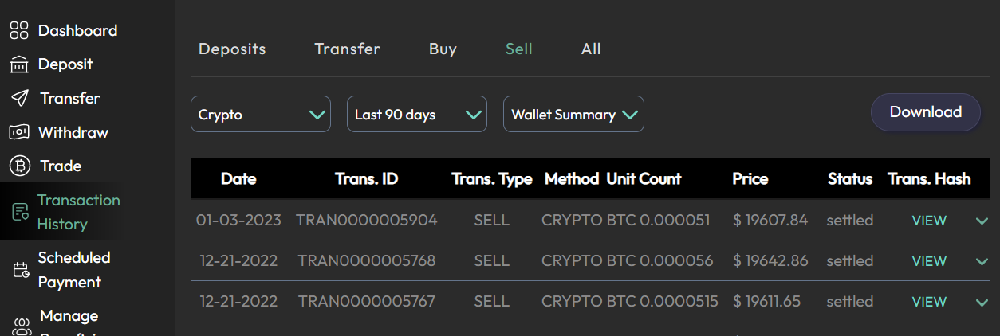 Dashboard
Deposit
Transfer
Withdraw
Trade
Transaction
History
Scheduled
Payment
Manage
Deposits Transfer Buy Sell All
Crypto Last 90 days Wallet Summary Download
Date Trans. ID Trans. Type Method Unit Count Price Status Trans. Hash
01-03-2023 TRAN0000005904 SELL CRYPTO BTC 0.000051 $ 19607.84 settled VIEW
12-21-2022 TRAN0000005768 SELL CRYPTO BTC 0.000056 $ 19642.86 settled VIEW
12-21-2022 TRAN0000005767 SELL CRYPTO BTC 0.0000515 $ 19611.65 settled VIEW